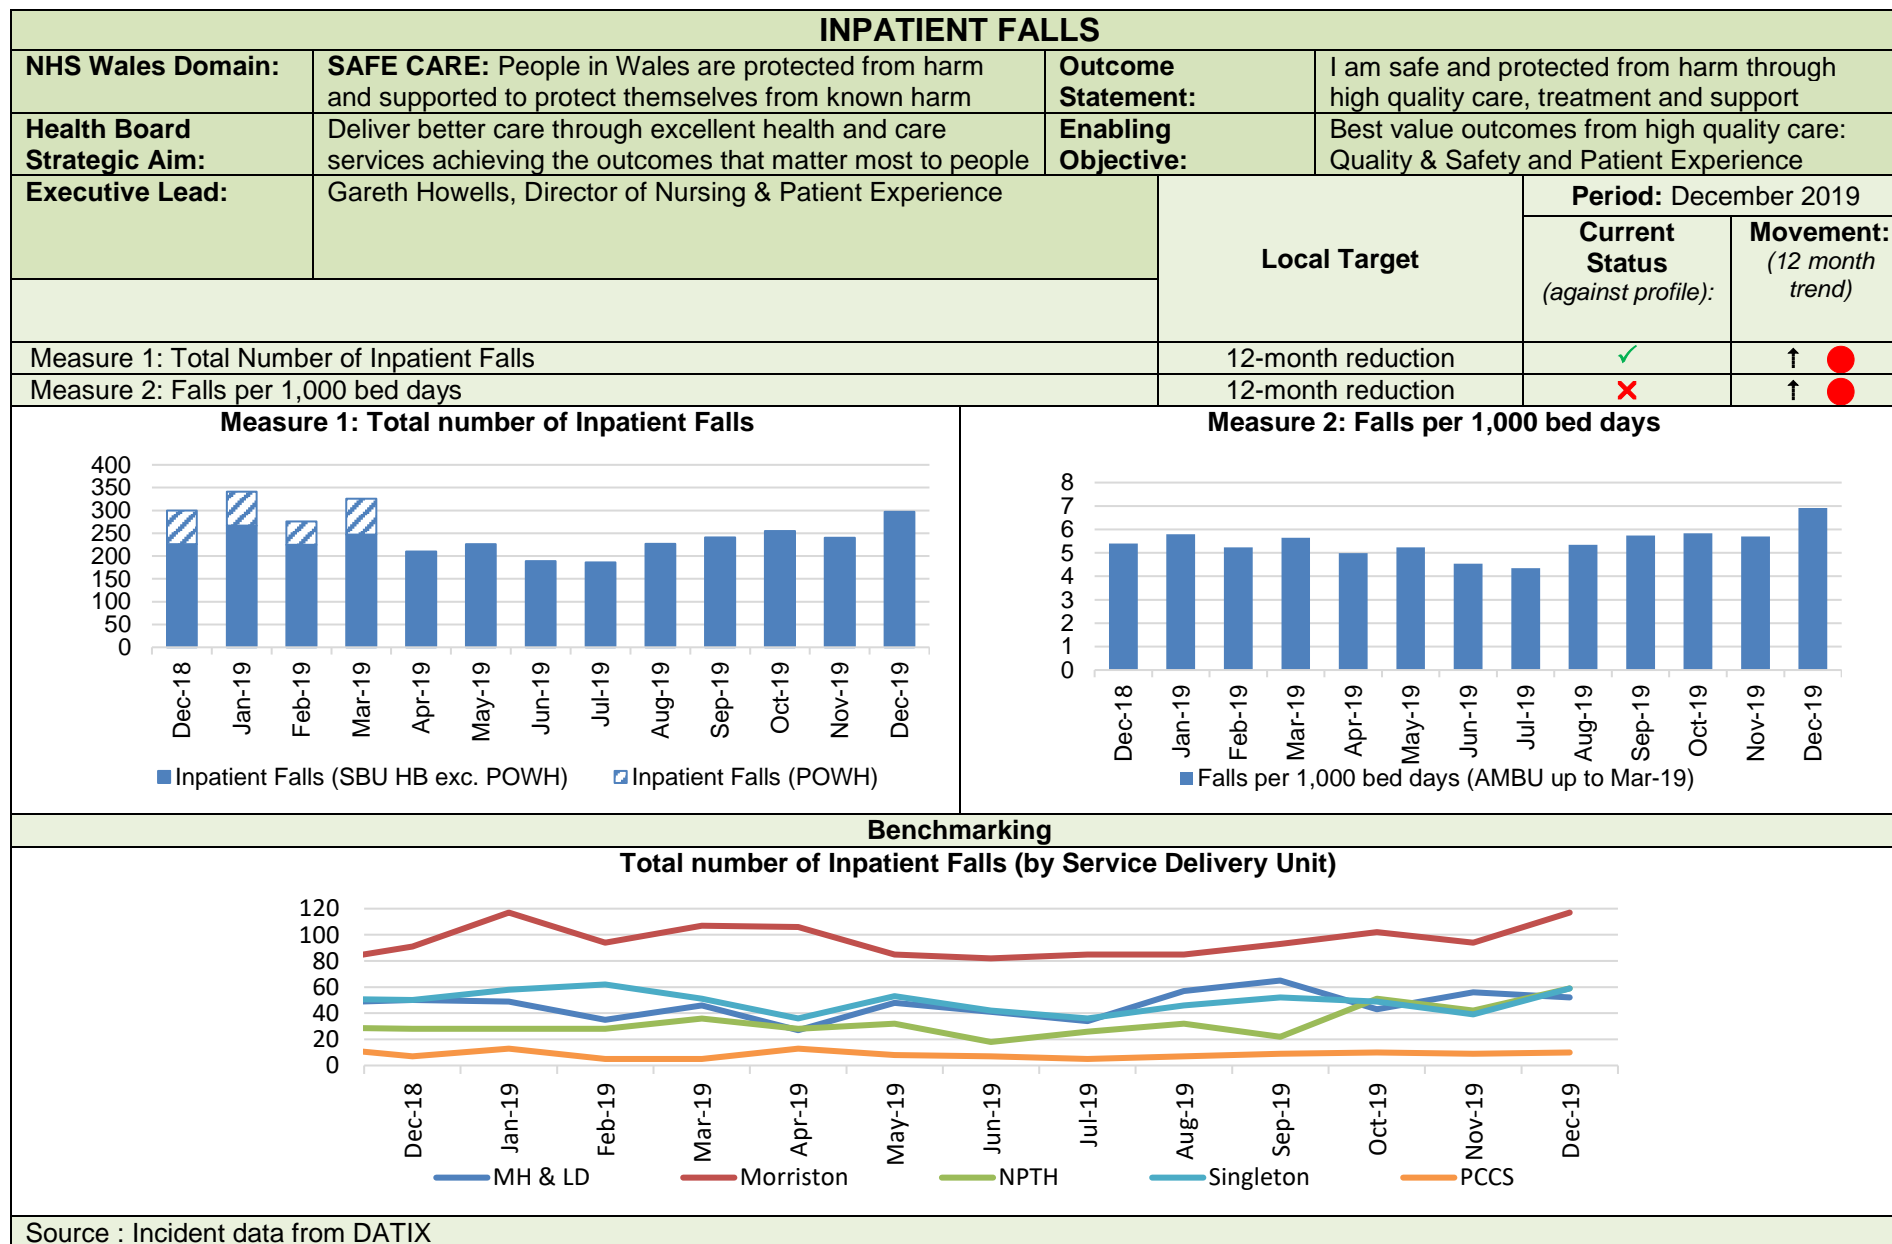 INPATIENT FALLS
NHS Wales Domain:
SAFE CARE: People in Wales are protected from harm
and supported to protect themselves from known harm
Outcome
Statement:
I am safe and protected from harm through
high quality care, treatment and support
Health Board
Strategic Aim:
Deliver better care through excellent health and care
services achieving the outcomes that matter most to people
Enabling
Objective:
Best value outcomes from high quality care:
Quality & Safety and Patient Experience
Executive Lead:
Gareth Howells, Director of Nursing & Patient Experience
Local Target
Period: December 2019
Current
Status
(against profile):
Movement:
(12 month
trend)
Measure 1: Total Number of Inpatient Falls
12-month reduction
✓
↑
Measure 2: Falls per 1,000 bed days
12-month reduction
✗
↑
Measure 1: Total number of Inpatient Falls
400
350
300
250
200
150
100
50
0
Dec-18
Jan-19
Feb-19
Mar-19
Apr-19
May-19
Jun-19
Jul-19
Aug-19
Sep-19
Oct-19
Nov-19
Dec-19
Inpatient Falls (SBU HB exc. POWH)
Inpatient Falls (POWH)
Measure 2: Falls per 1,000 bed days
8
7
6
5
4
3
2
1
0
Dec-18
Jan-19
Feb-19
Mar-19
Apr-19
May-19
Jun-19
Jul-19
Aug-19
Sep-19
Oct-19
Nov-19
Dec-19
Falls per 1,000 bed days (AMBU up to Mar-19)
Benchmarking
Total number of Inpatient Falls (by Service Delivery Unit)
120
100
80
60
40
20
0
Dec-18
Jan-19
Feb-19
Mar-19
Apr-19
May-19
Jun-19
Jul-19
Aug-19
Sep-19
Oct-19
Nov-19
Dec-19
MH & LD
Morriston
NPTH
Singleton
PCCS
Source : Incident data from DATIX